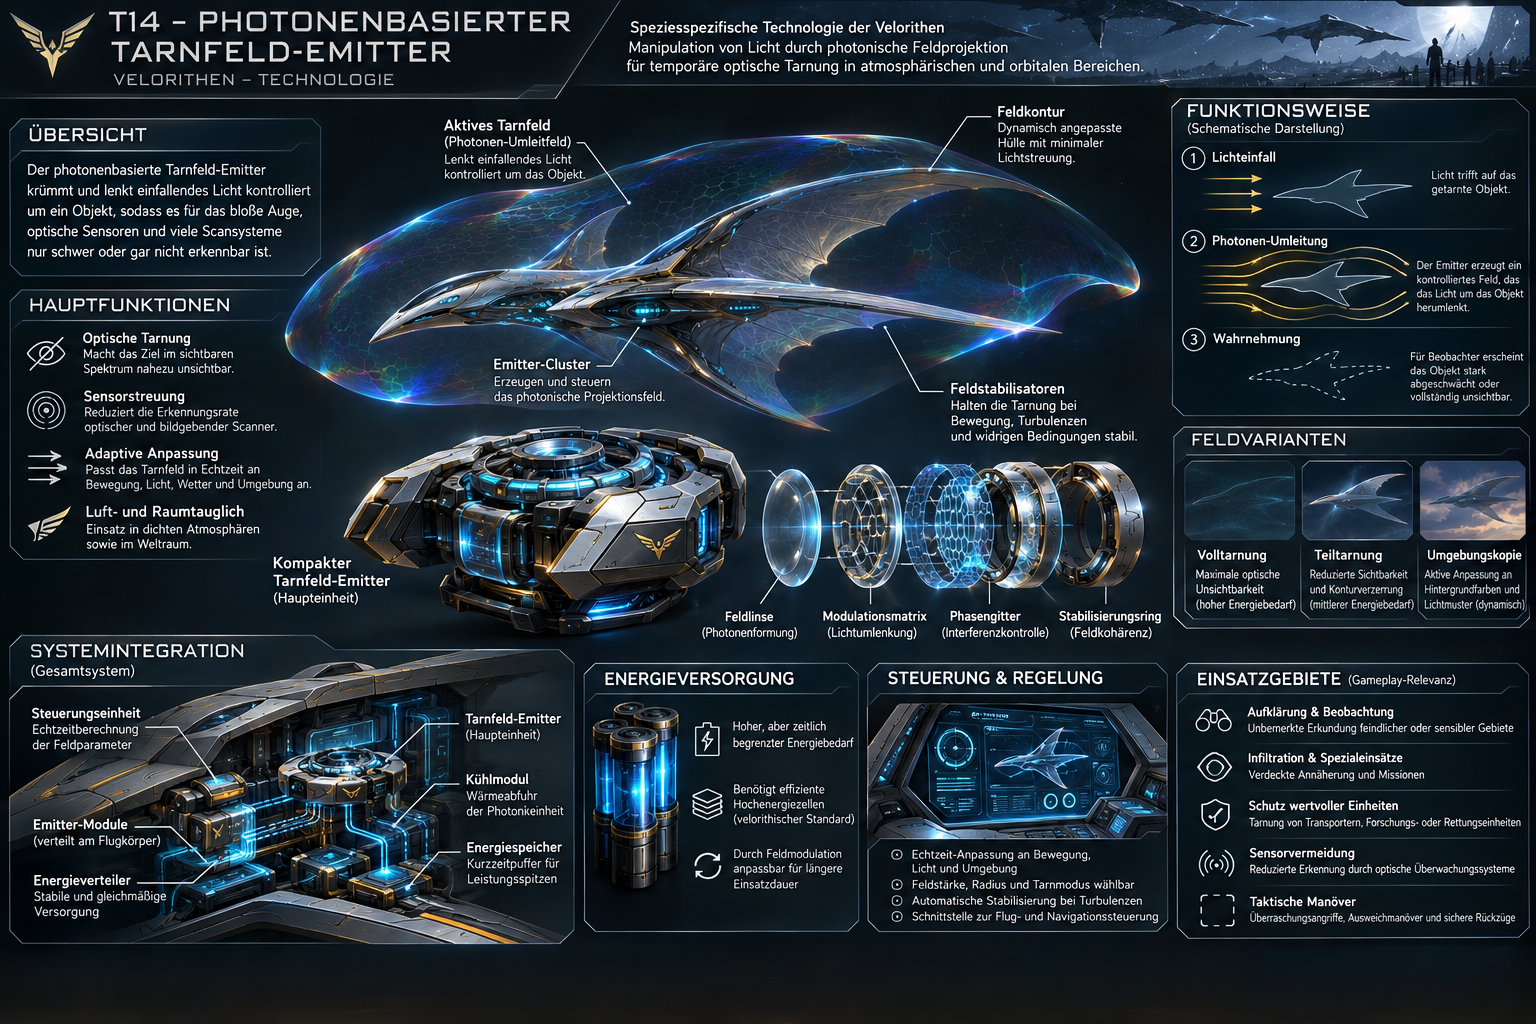 T14 – PHOTONENBASIERTER
TARNFELD-EMITTER
VELORITHEN – TECHNOLOGIE
Speziesspezifische Technologie der Velorithen
Manipulation von Licht durch photonische Feldprojektion
für temporäre optische Tarnung in atmosphärischen und orbitalen Bereichen.
ÜBERSICHT
Der photonenbasierte Tarnfeld-Emitter
krümmt und lenkt einfallendes Licht kontrolliert
um ein Objekt, sodass es für das bloße Auge,
optische Sensoren und viele Scansysteme
nur schwer oder gar nicht erkennbar ist.
HAUPTFUNKTIONEN
Optische Tarnung
Macht das Ziel im sichtbaren
Spektrum nahezu unsichtbar.
Sensorstreuung
Reduziert die Erkennungsrate
optischer und bildgebender Scanner.
Adaptive Anpassung
Passt das Tarnfeld in Echtzeit an
Bewegung, Licht, Wetter und Umgebung an.
Luft- und Raumtauglich
Einsatz in dichten Atmosphären
sowie im Weltraum.
Aktives Tarnfeld
(Photonen-Umleitfeld)
Lenkt einfallendes Licht
kontrolliert um das Objekt.
Feldkontur
Dynamisch angepasste
Hülle mit minimaler
Lichtstreuung.
Emitter-Cluster
Erzeugen und steuern
das photonische Projektionsfeld.
Feldstabilisatoren
Halten die Tarnung bei
Bewegung, Turbulenzen
und widrigen Bedingungen stabil.
Kompakter
Tarnfeld-Emitter
(Haupteinheit)
Feldlinse
(Photonenformung)
Modulationsmatrix
(Lichtumlenkung)
Phasengitter
(Interferenzkontrolle)
Stabilisierungsring
(Feldkohärenz)
FUNKTIONSWEISE
(Schematische Darstellung)
1 Lichteinfall
Licht trifft auf das
getarnte Objekt.
2 Photonen-Umleitung
Der Emitter erzeugt ein
kontrolliertes Feld, das
das Licht um das Objekt
herumlenkt.
3 Wahrnehmung
Für Beobachter erscheint
das Objekt stark
abgeschwächt oder
vollständig unsichtbar.
FELDVARIANTEN
Volltarnung
Maximale optische
Unsichtbarkeit
(hoher Energiebedarf)
Teiltarnung
Reduzierte Sichtbarkeit
und Konturverzerrung
(mittlerer Energiebedarf)
Umgebungskopie
Aktive Anpassung an
Hintergrundfarben und
Lichtmuster (dynamisch)
SYSTEMINTEGRATION
(Gesamtsystem)
Steuerungseinheit
Echtzeitberechnung
der Feldparameter
Emitter-Module
(verteilt am Flugkörper)
Energieverteiler
Stabile und gleichmäßige
Versorgung
Tarnfeld-Emitter
(Haupteinheit)
Kühlmodul
Wärmeabfuhr
der Photonkeinheit
Energiespeicher
Kurzzeitpuffer für
Leistungsspitzen
ENERGIEVERSORGUNG
Hoher, aber zeitlich
begrenzter Energiebedarf
Benötigt effiziente
Hochenergiezellen
(velorithischer Standard)
Durch Feldmodulation
anpassbar für längere
Einsatzdauer
STEUERUNG & REGELUNG
Echtzeit-Anpassung an Bewegung,
Licht und Umgebung
Feldstärke, Radius und Tarnmodus wählbar
Automatische Stabilisierung bei Turbulenzen
Schnittstelle zur Flug- und Navigationssteuerung
EINSATZGEBIETE (Gameplay-Relevanz)
Aufklärung & Beobachtung
Unbemerkte Erkundung feindlicher oder sensibler Gebiete
Infiltration & Spezialeinsätze
Verdeckte Annäherung und Missionen
Schutz wertvoller Einheiten
Tarnung von Transportern, Forschungs- oder Rettungseinheiten
Sensorvermeidung
Reduzierte Erkennung durch optische Überwachungssysteme
Taktische Manöver
Überraschungsangriffe, Ausweichmanöver und sichere Rückzüge